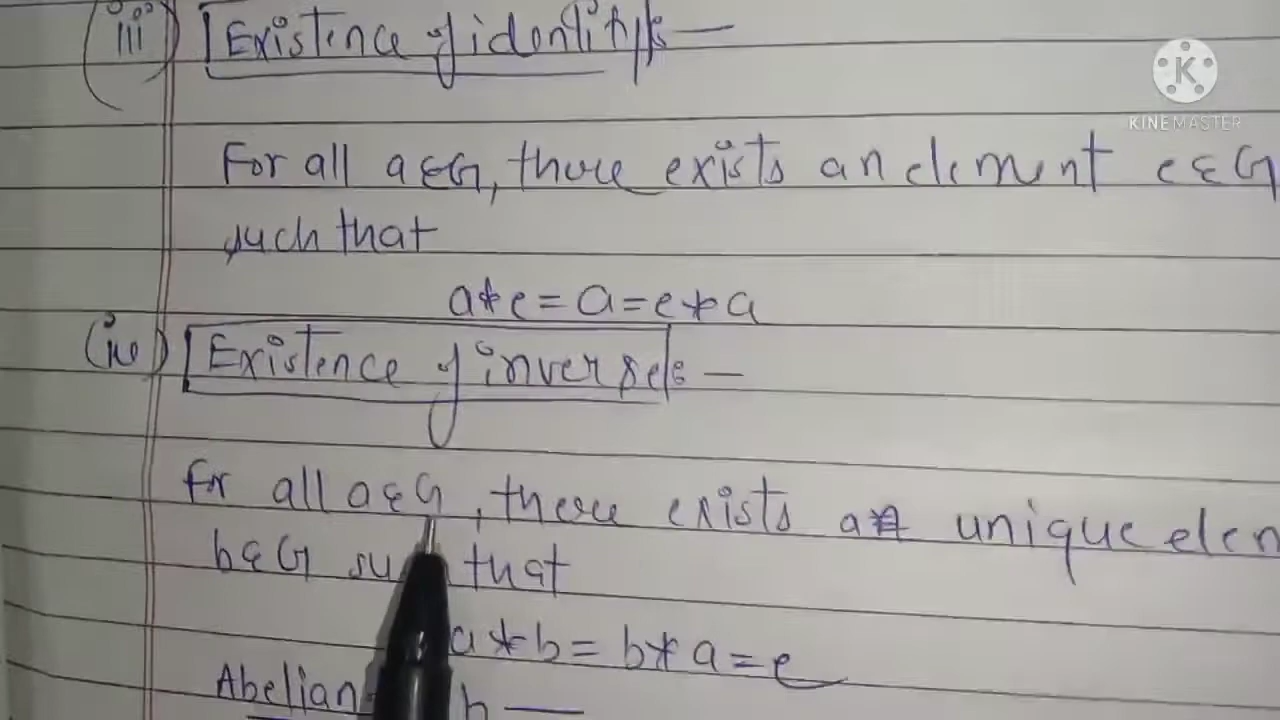 (iii) Existence of identity :—
KINEMASTER
For all a∈G, there exists an element e∈G
such that
a*e = a = e*a
(iv) Existence of inverse :—
for all a∈G, there exists a unique elem
b∈G such that
a*b = b*a = e
Abelian